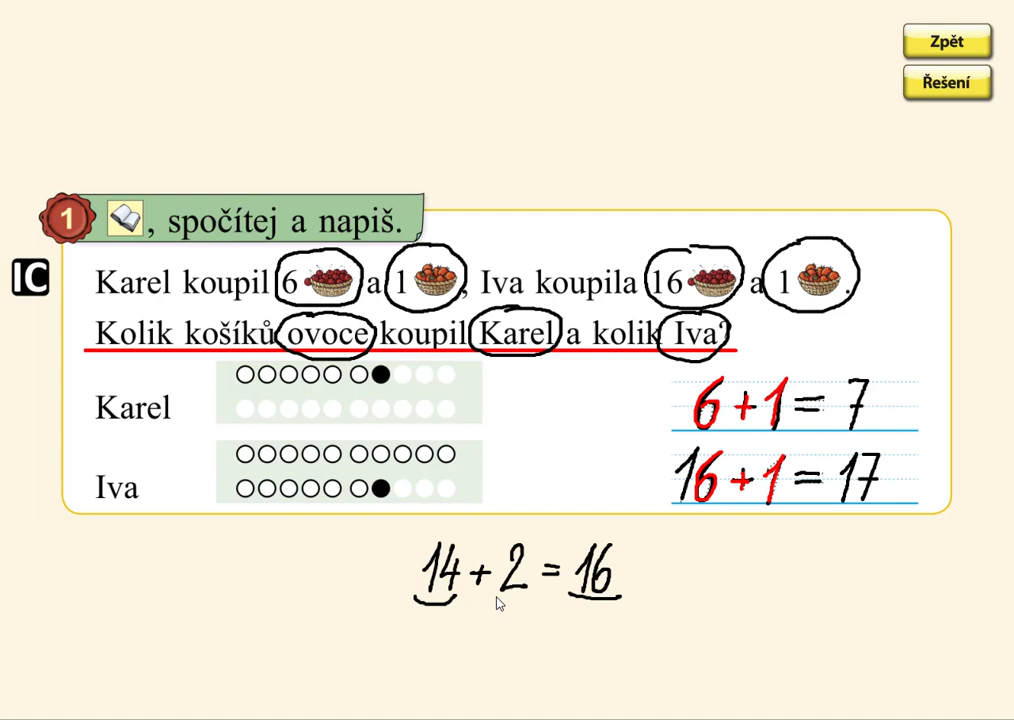 Zpět
Řešení
1 , spočítej a napiš.
IC
Karel koupil 6 a 1 , Iva koupila 16 a 1 .
Kolik košíků ovoce koupil Karel a kolik Iva?
Karel 6+1=7
Iva 16+1=17
14+2=16